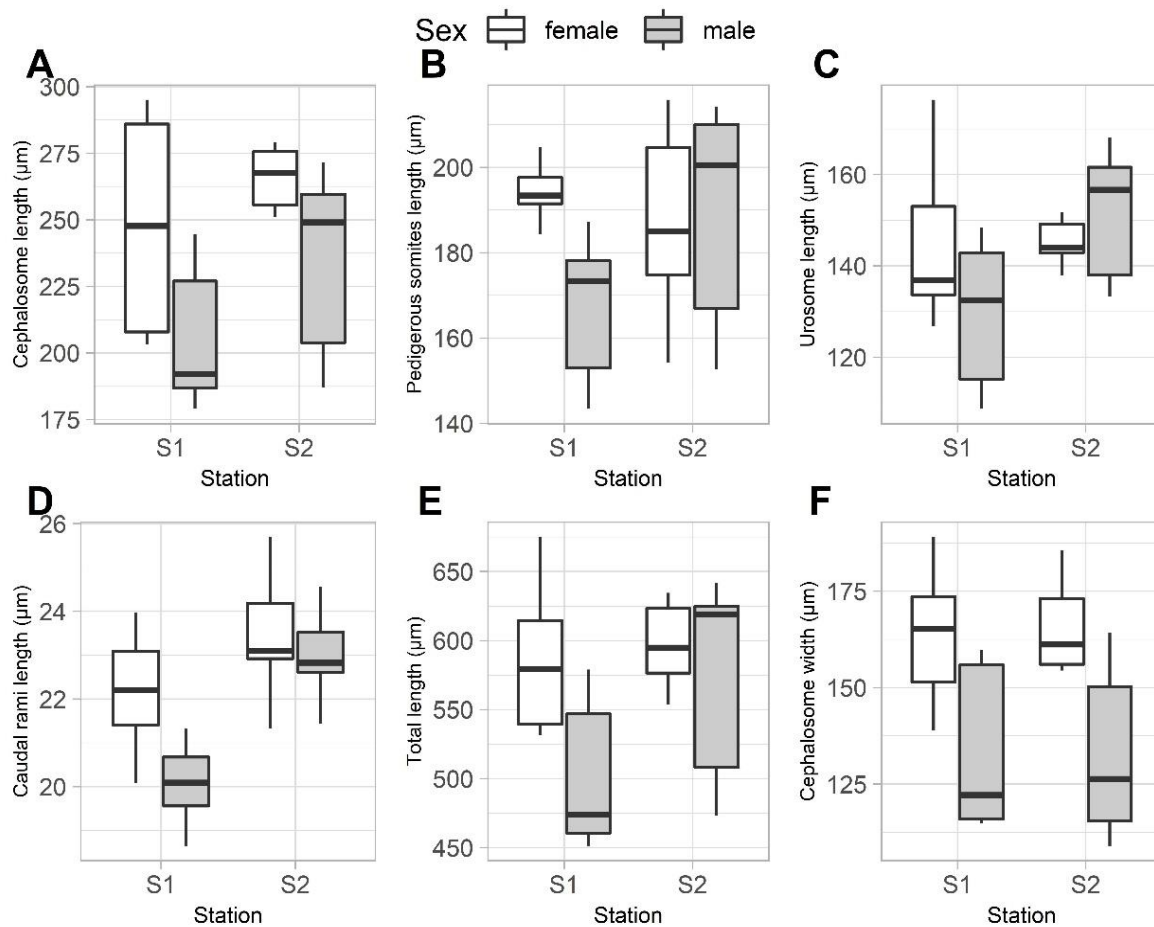 Sex female male
A
300
275
250
225
200
175
Cephalosome length (µm)
S1 S2
Station
B
200
180
160
140
Pedigerous somites length (µm)
S1 S2
Station
C
160
140
120
Urosome length (µm)
S1 S2
Station
D
26
24
22
20
Caudal rami length (µm)
S1 S2
Station
E
650
600
550
500
450
Total length (µm)
S1 S2
Station
F
175
150
125
Cephalosome width (µm)
S1 S2
Station